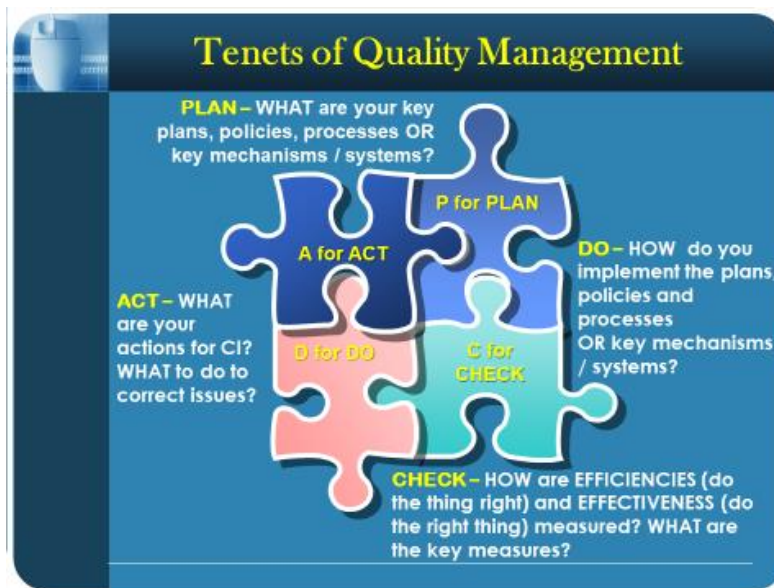 Tenets of Quality Management
PLAN – WHAT are your key
plans, policies, processes OR
key mechanisms / systems?
P for PLAN
A for ACT
DO – HOW do you
implement the plans
policies and
processes
OR key mechanisms
/ systems?
ACT – WHAT
are your
actions for CI?
WHAT to do to
correct issues?
D for DO
C for
CHECK
CHECK – HOW are EFFICIENCIES (do
the thing right) and EFFECTIVENESS (do
the right thing) measured? WHAT are
the key measures?